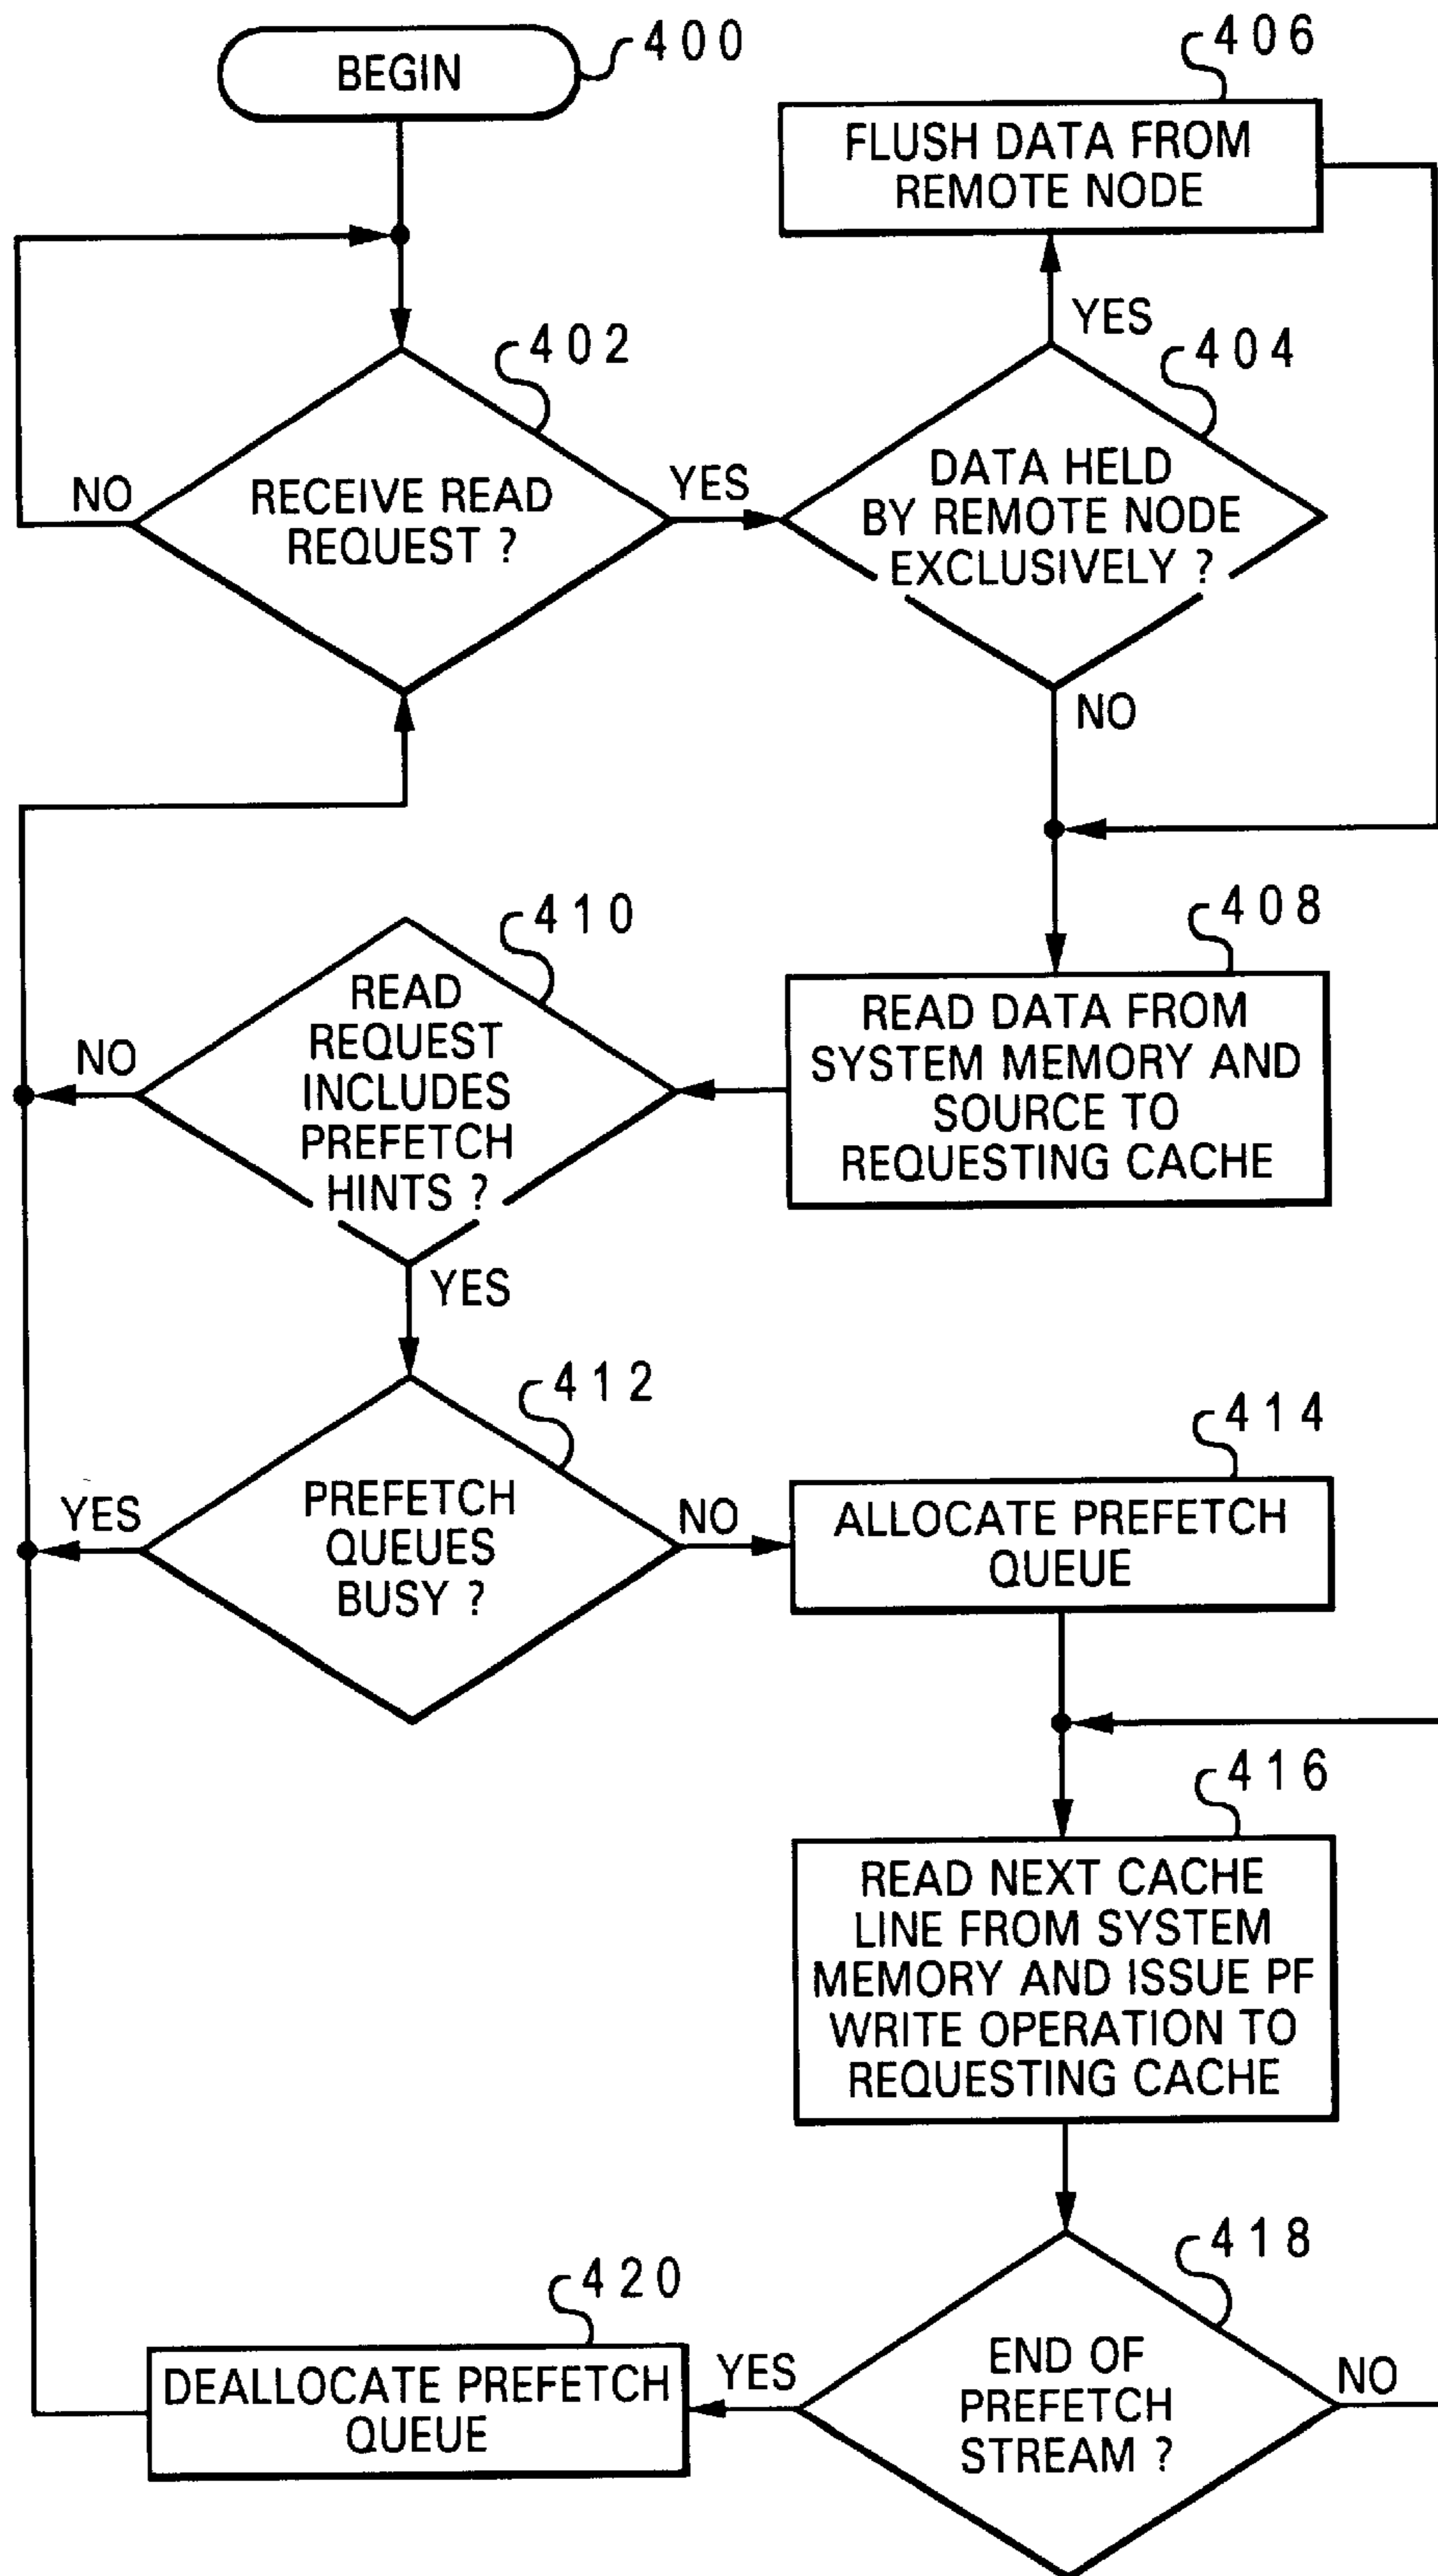 BEGIN
400
406
FLUSH DATA FROM
REMOTE NODE
YES
402
404
NO
RECEIVE READ
REQUEST ?
YES
DATA HELD
BY REMOTE NODE
EXCLUSIVELY ?
NO
410
408
READ
REQUEST
INCLUDES
PREFETCH
HINTS ?
NO
READ DATA FROM
SYSTEM MEMORY AND
SOURCE TO
REQUESTING CACHE
YES
412
414
YES
PREFETCH
QUEUES
BUSY ?
NO
ALLOCATE PREFETCH
QUEUE
416
READ NEXT CACHE
LINE FROM SYSTEM
MEMORY AND ISSUE PF
WRITE OPERATION TO
REQUESTING CACHE
418
420
DEALLOCATE PREFETCH
QUEUE
YES
END OF
PREFETCH
STREAM ?
NO